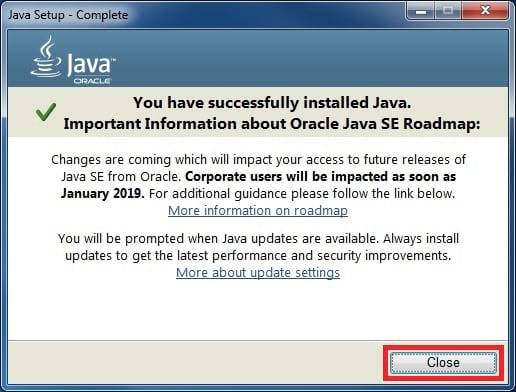 Java Setup - Complete
Java™
ORACLE
You have successfully installed Java.
Important Information about Oracle Java SE Roadmap:
Changes are coming which will impact your access to future releases of
Java SE from Oracle. Corporate users will be impacted as soon as
January 2019. For additional guidance please follow the link below.
More information on roadmap
You will be prompted when Java updates are available. Always install
updates to get the latest performance and security improvements.
More about update settings
Close